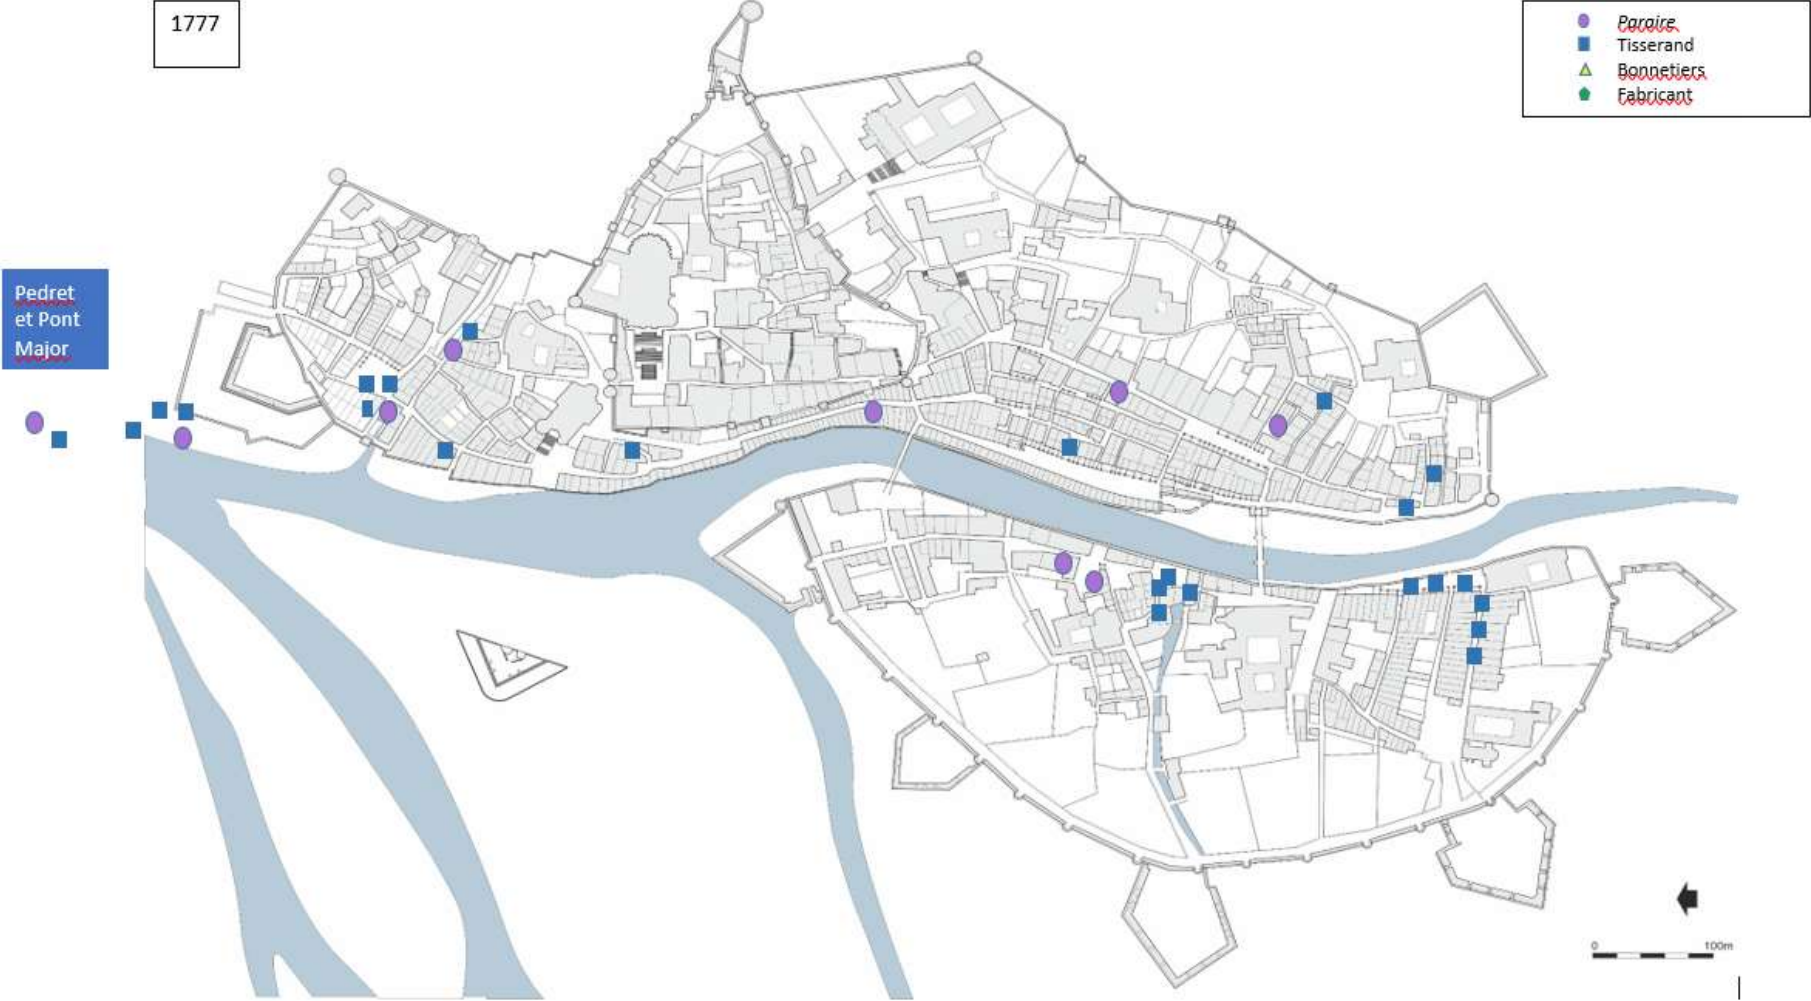 1777
Paraire
Tisserand
Bonnetiers
Fabricant
Pedret
et Pont
Major
0 100m